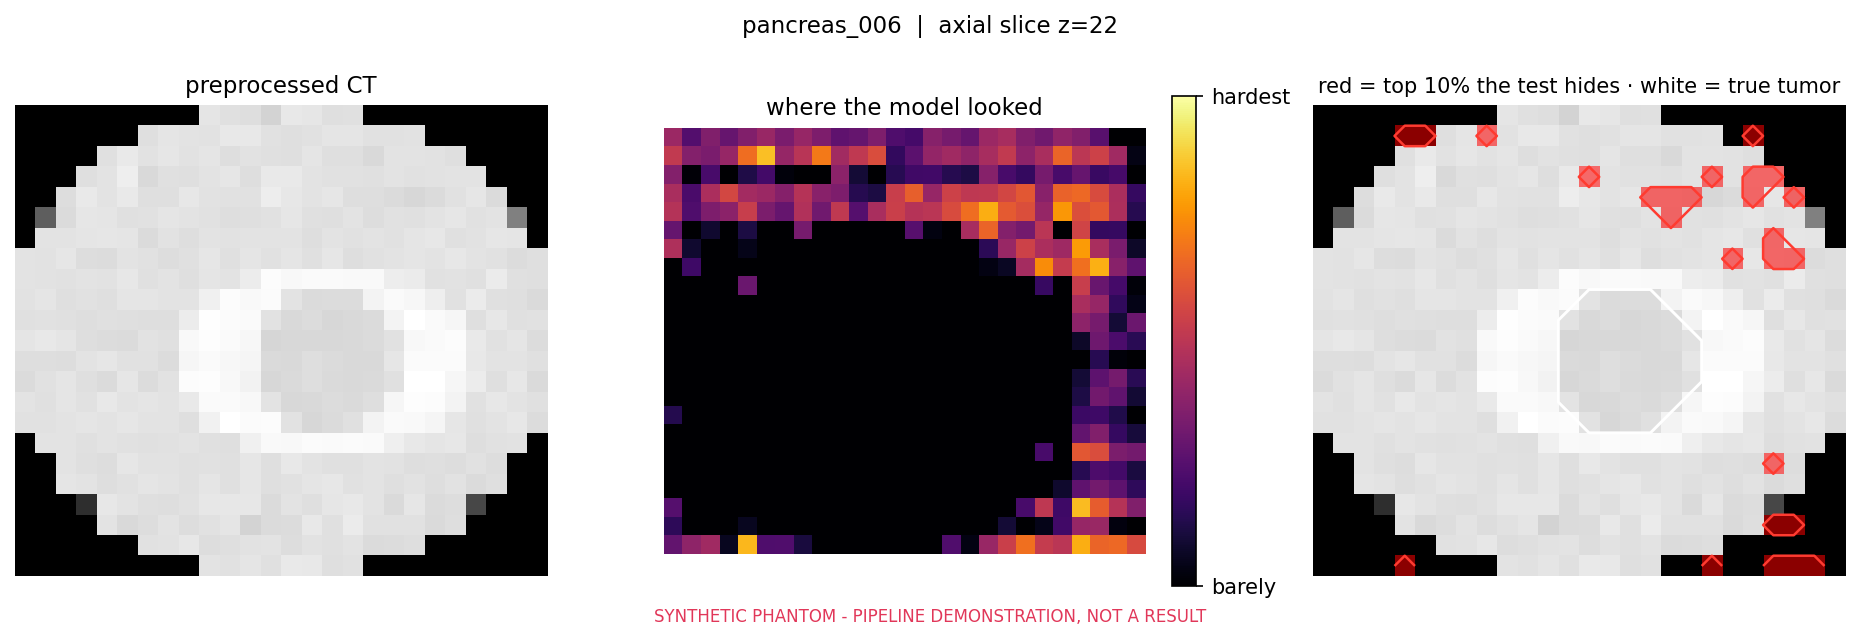 pancreas_006 | axial slice z=22
preprocessed CT
where the model looked
hardest
barely
red = top 10% the test hides · white = true tumor
SYNTHETIC PHANTOM - PIPELINE DEMONSTRATION, NOT A RESULT